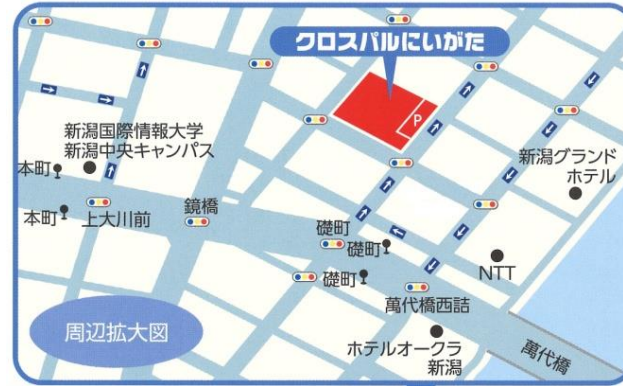 クロスパルにいがた
P
新潟国際情報大学
新潟中央キャンパス
本町
本町
上大川前
鏡橋
礎町
礎町
礎町
新潟グランド
ホテル
NTT
萬代橋西詰
ホテルオークラ
新潟
萬代橋
周辺拡大図